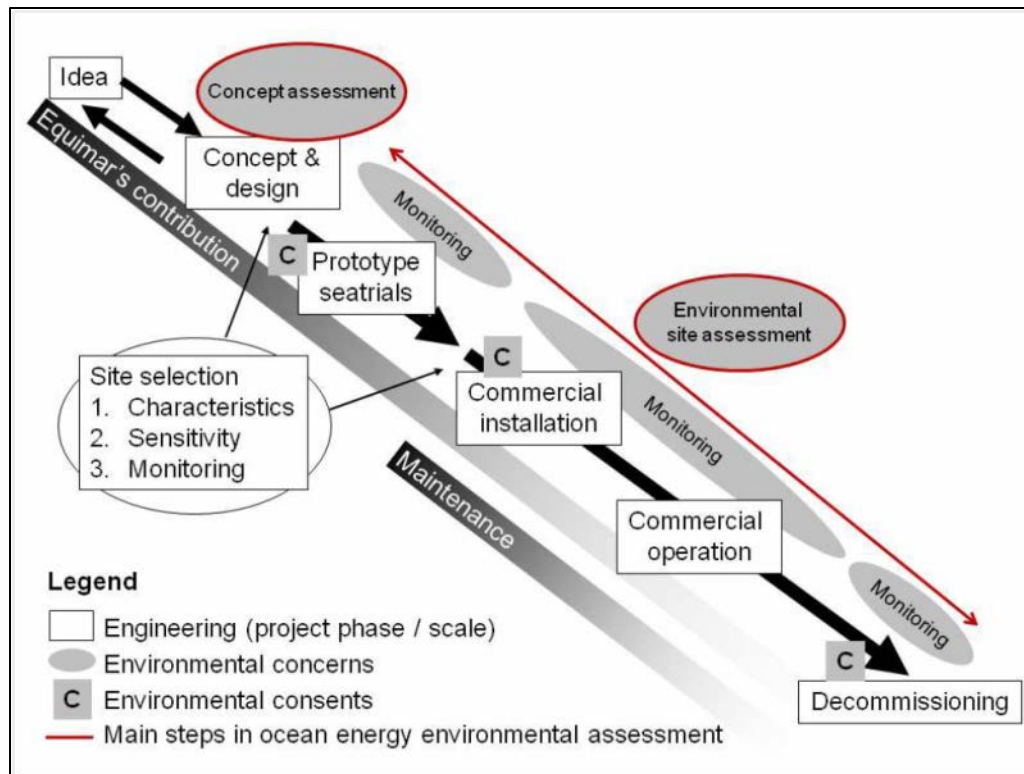 Idea
Concept assessment
Concept &
design
Equimar's contribution
Monitoring
C
Prototype
seatrials
Environmental
site assessment
C
Commercial
installation
Monitoring
Site selection
1. Characteristics
2. Sensitivity
3. Monitoring
Maintenance
Commercial
operation
Monitoring
C
Decommissioning
Legend
Engineering (project phase / scale)
Environmental concerns
C Environmental consents
Main steps in ocean energy environmental assessment